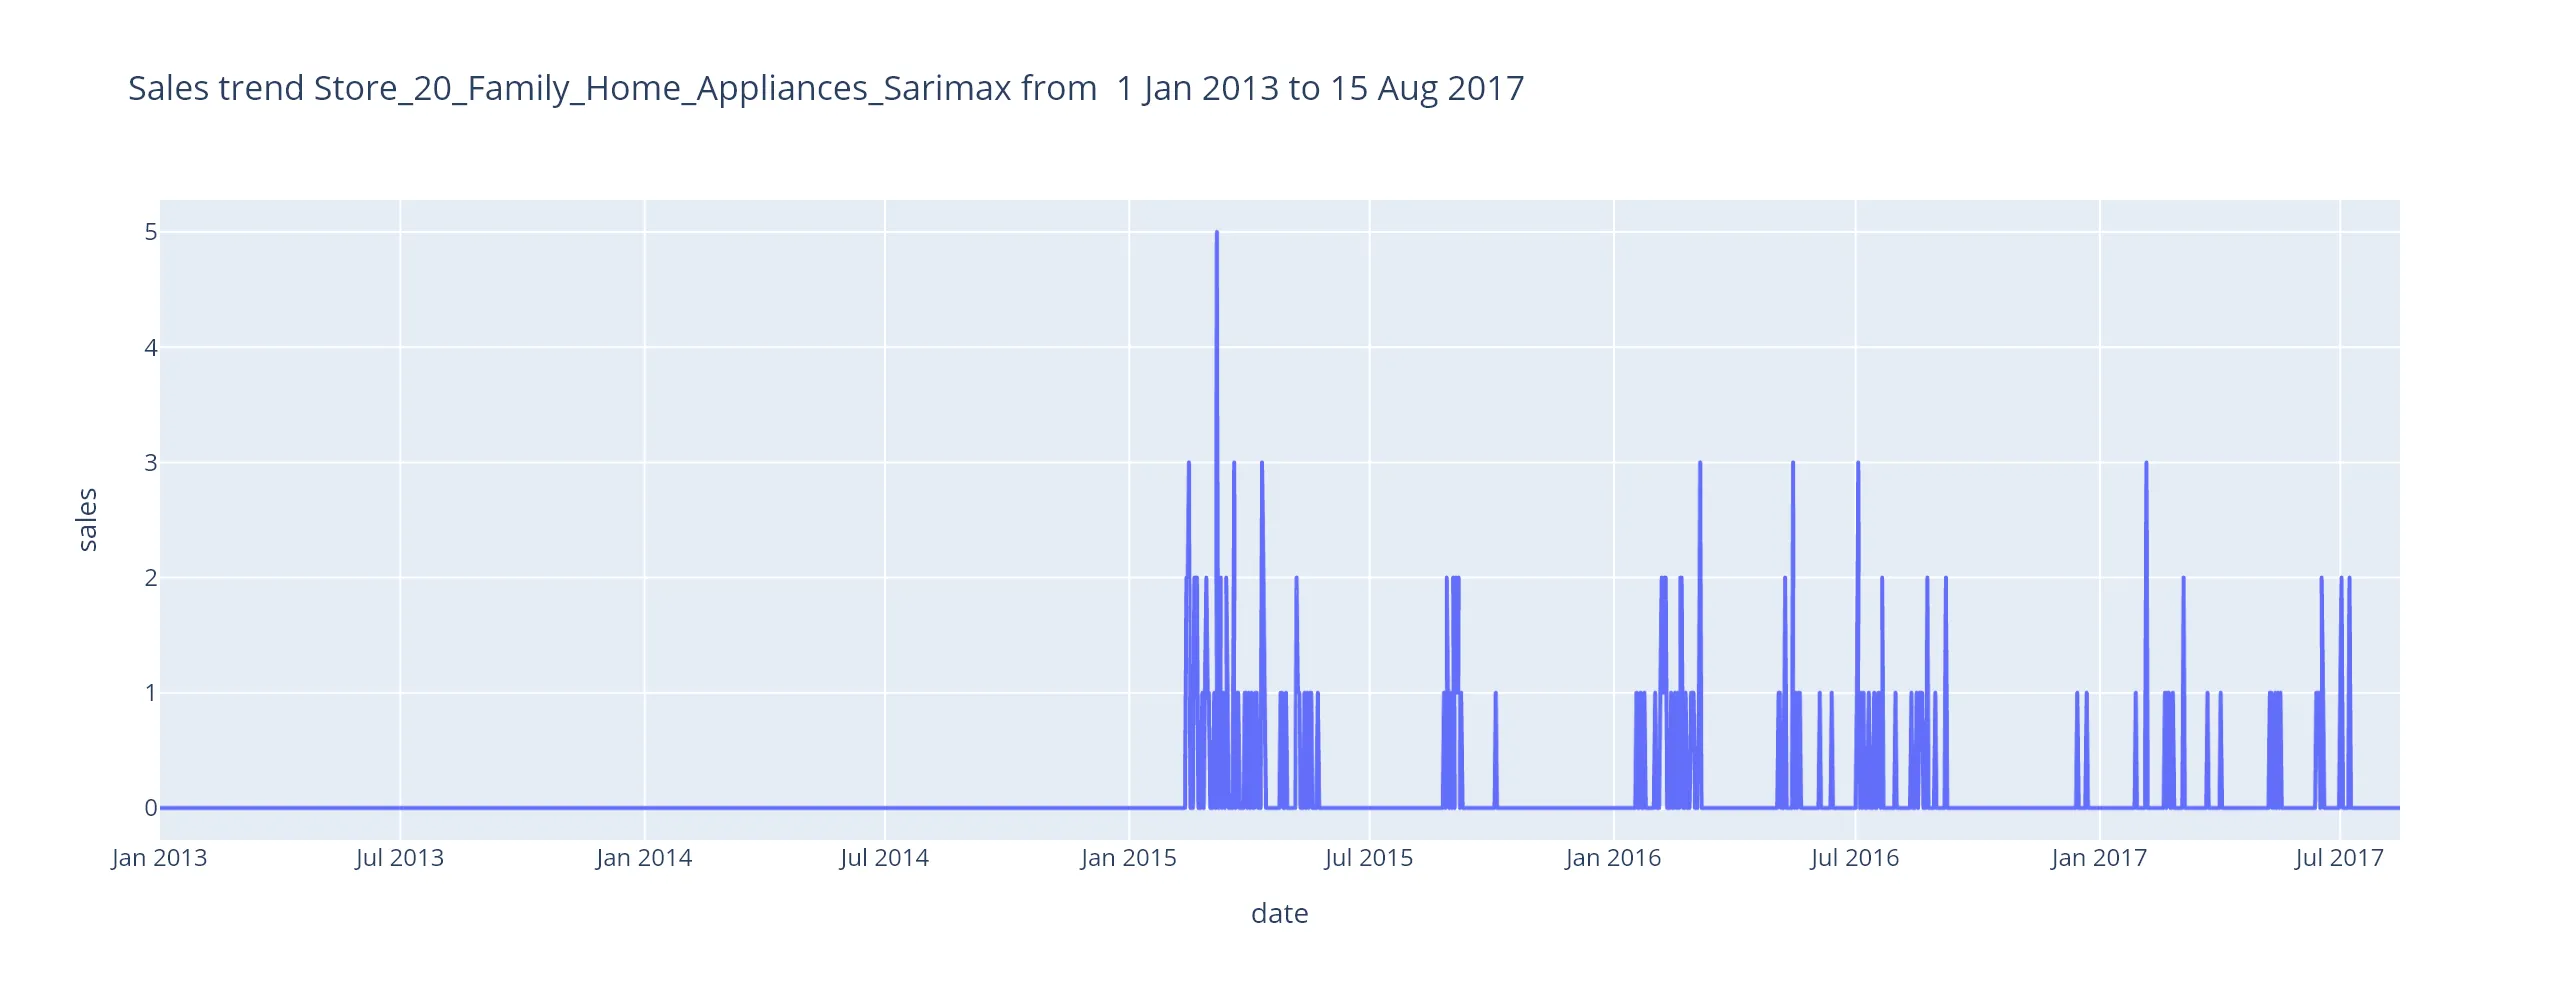 Sales trend Store_20_Family_Home_Appliances_Sarimax from  1 Jan 2013 to 15 Aug 2017
5
4
3
2
1
0
sales
Jan 2013 Jul 2013 Jan 2014 Jul 2014 Jan 2015 Jul 2015 Jan 2016 Jul 2016 Jan 2017 Jul 2017
date